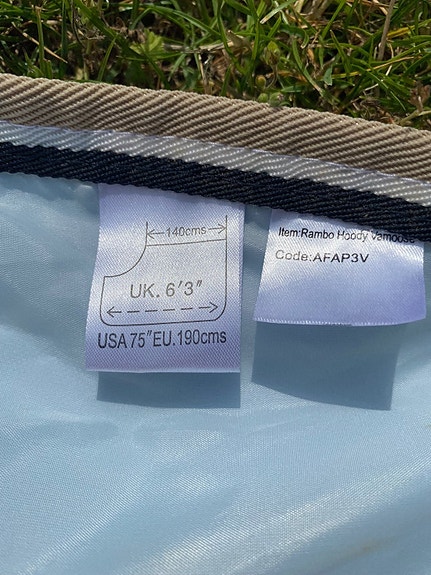 140cms
UK. 6'3"
USA 75"EU.190cms
Item:Rambo Hoody Vamoose
Code:AFAP3V